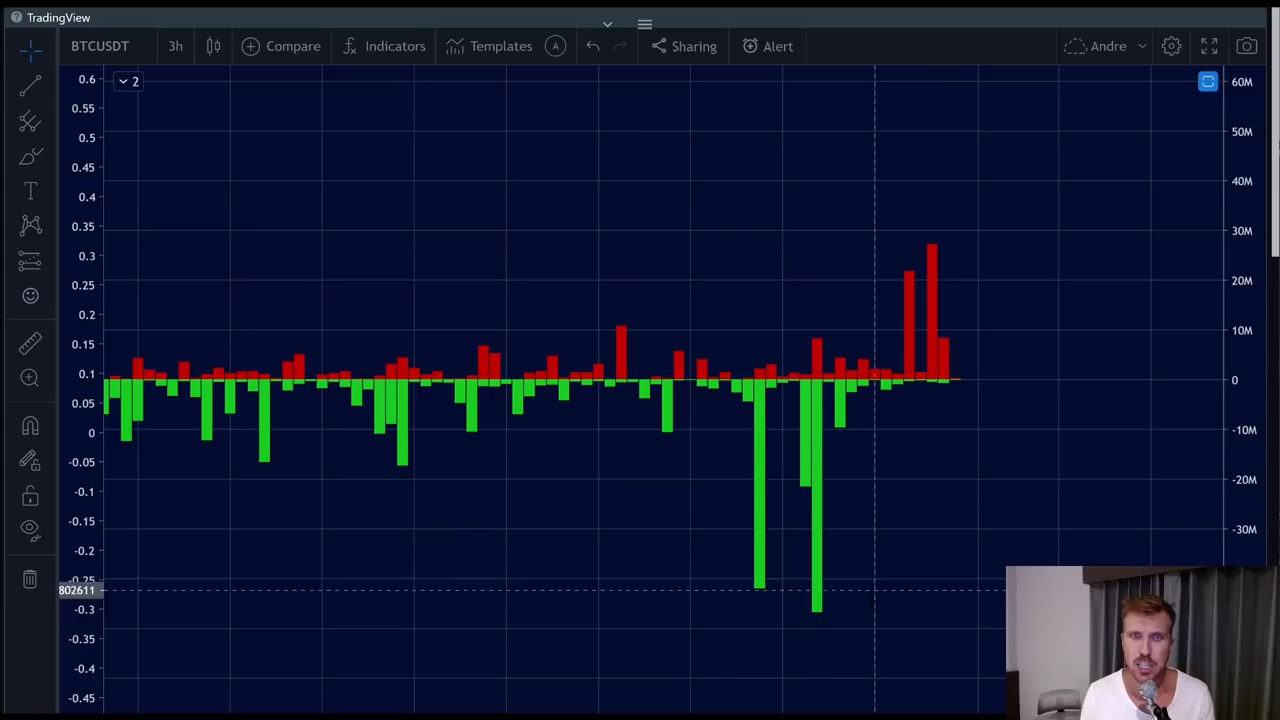 TradingView
BTCUSDT 3h Compare Indicators Templates A Sharing Alert Andre
2
0.6 60M
0.55
0.5 50M
0.45
0.4 40M
0.35
0.3 30M
0.25
0.2 20M
0.15 10M
0.1 0
0.05
0 -10M
-0.05
-0.1 -20M
-0.15
-0.2 -30M
-0.25
802611
-0.3
-0.35
-0.4
-0.45